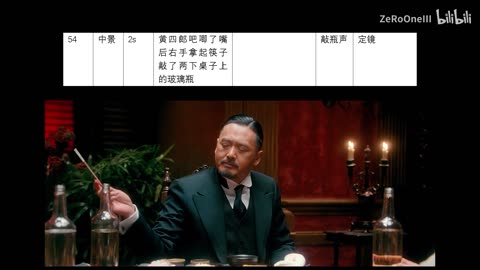 ZeRoOneIII bilibili
54 中景 2s 黄四郎吧唧了嘴 敲瓶声 定镜
后右手拿起筷子
敲了两下桌子上
的玻璃瓶